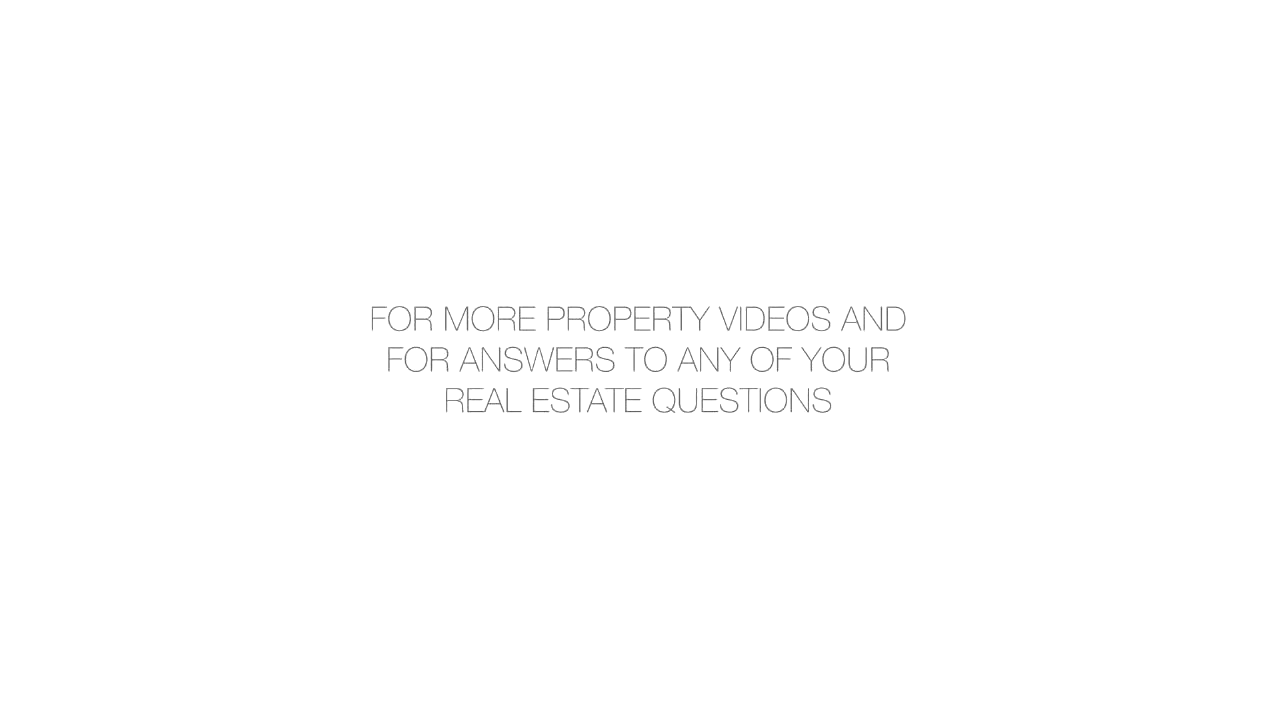 FOR MORE PROPERTY VIDEOS AND
FOR ANSWERS TO ANY OF YOUR
REAL ESTATE QUESTIONS